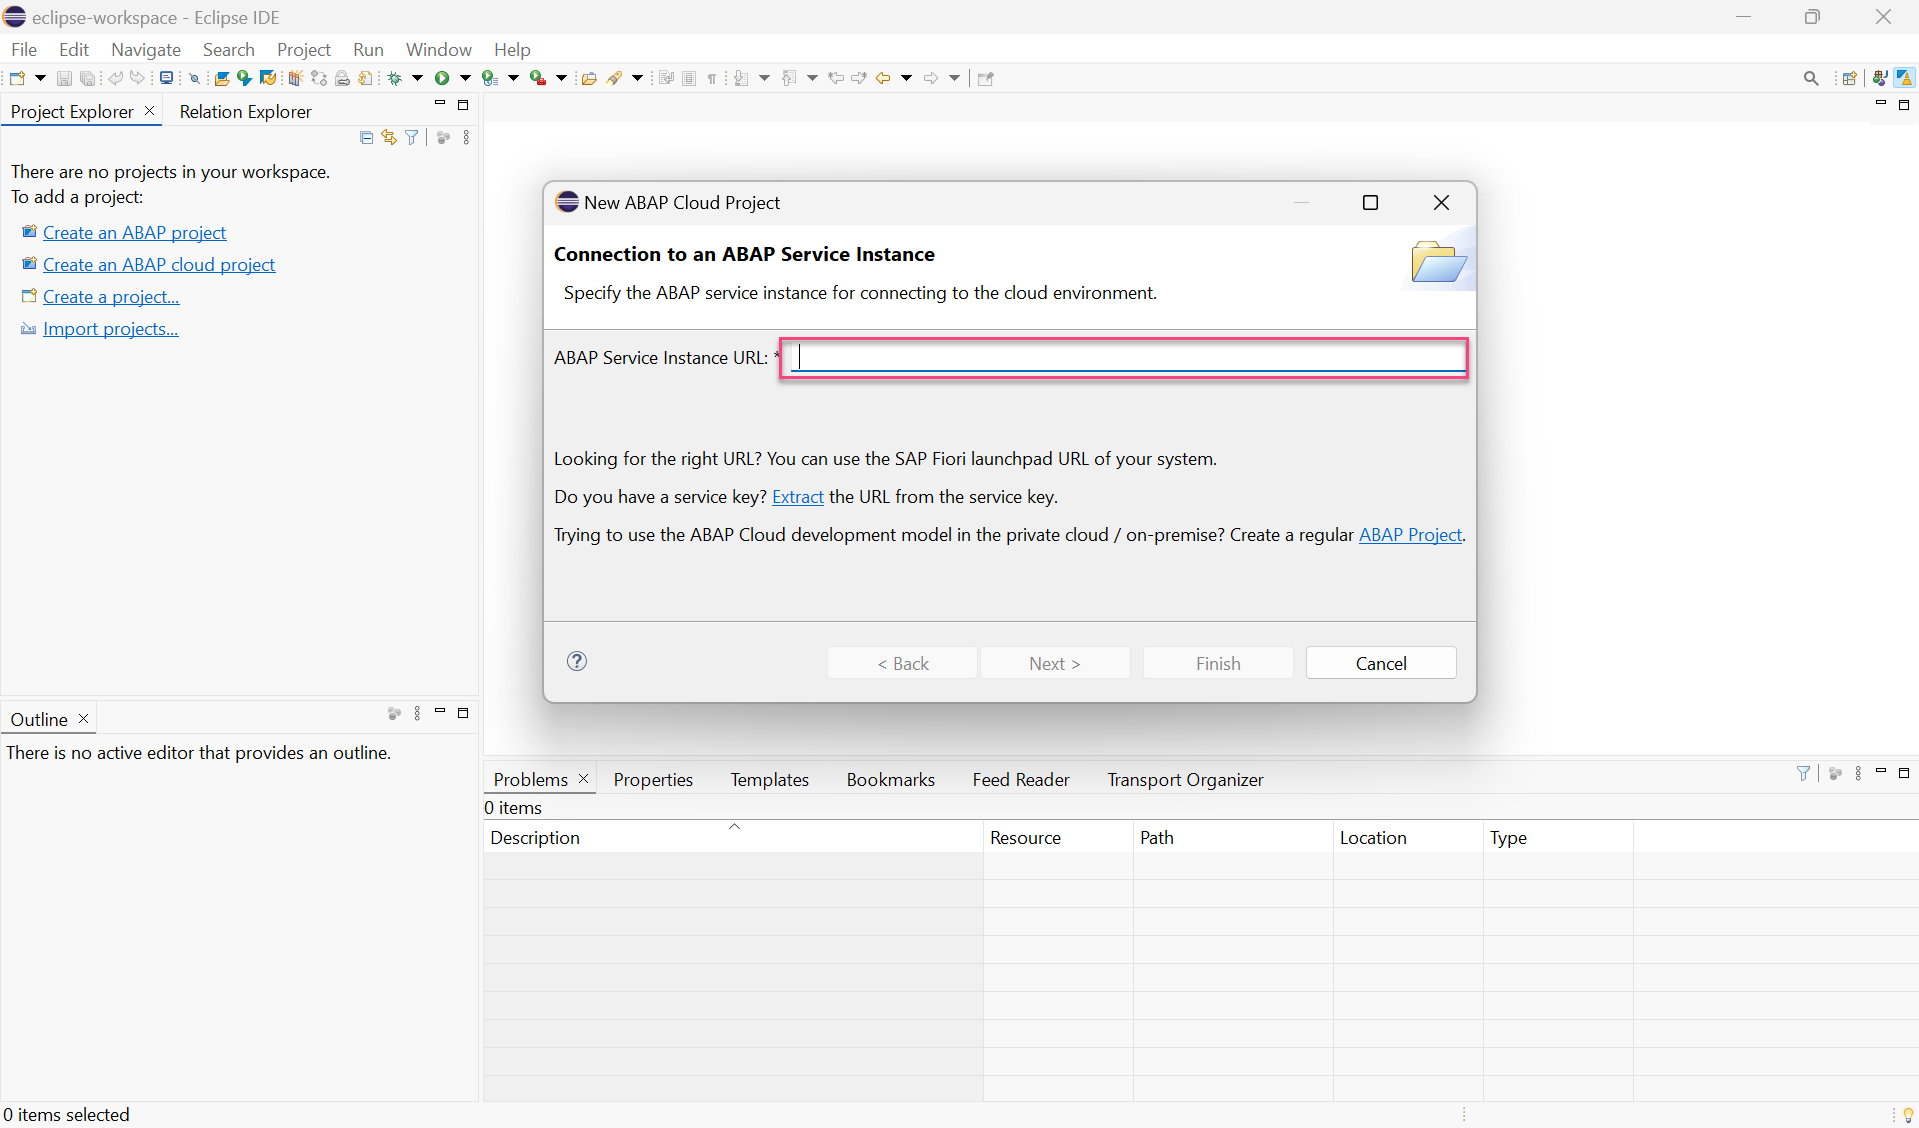 eclipse-workspace - Eclipse IDE
File Edit Navigate Search Project Run Window Help
Project Explorer Relation Explorer
There are no projects in your workspace.
To add a project:
Create an ABAP project
Create an ABAP cloud project
Create a project...
Import projects...
New ABAP Cloud Project
Connection to an ABAP Service Instance
Specify the ABAP service instance for connecting to the cloud environment.
ABAP Service Instance URL: *
Looking for the right URL? You can use the SAP Fiori launchpad URL of your system.
Do you have a service key? Extract the URL from the service key.
Trying to use the ABAP Cloud development model in the private cloud / on-premise? Create a regular ABAP Project.
< Back Next > Finish Cancel
Outline
There is no active editor that provides an outline.
Problems Properties Templates Bookmarks Feed Reader Transport Organizer
0 items
Description Resource Path Location Type
0 items selected